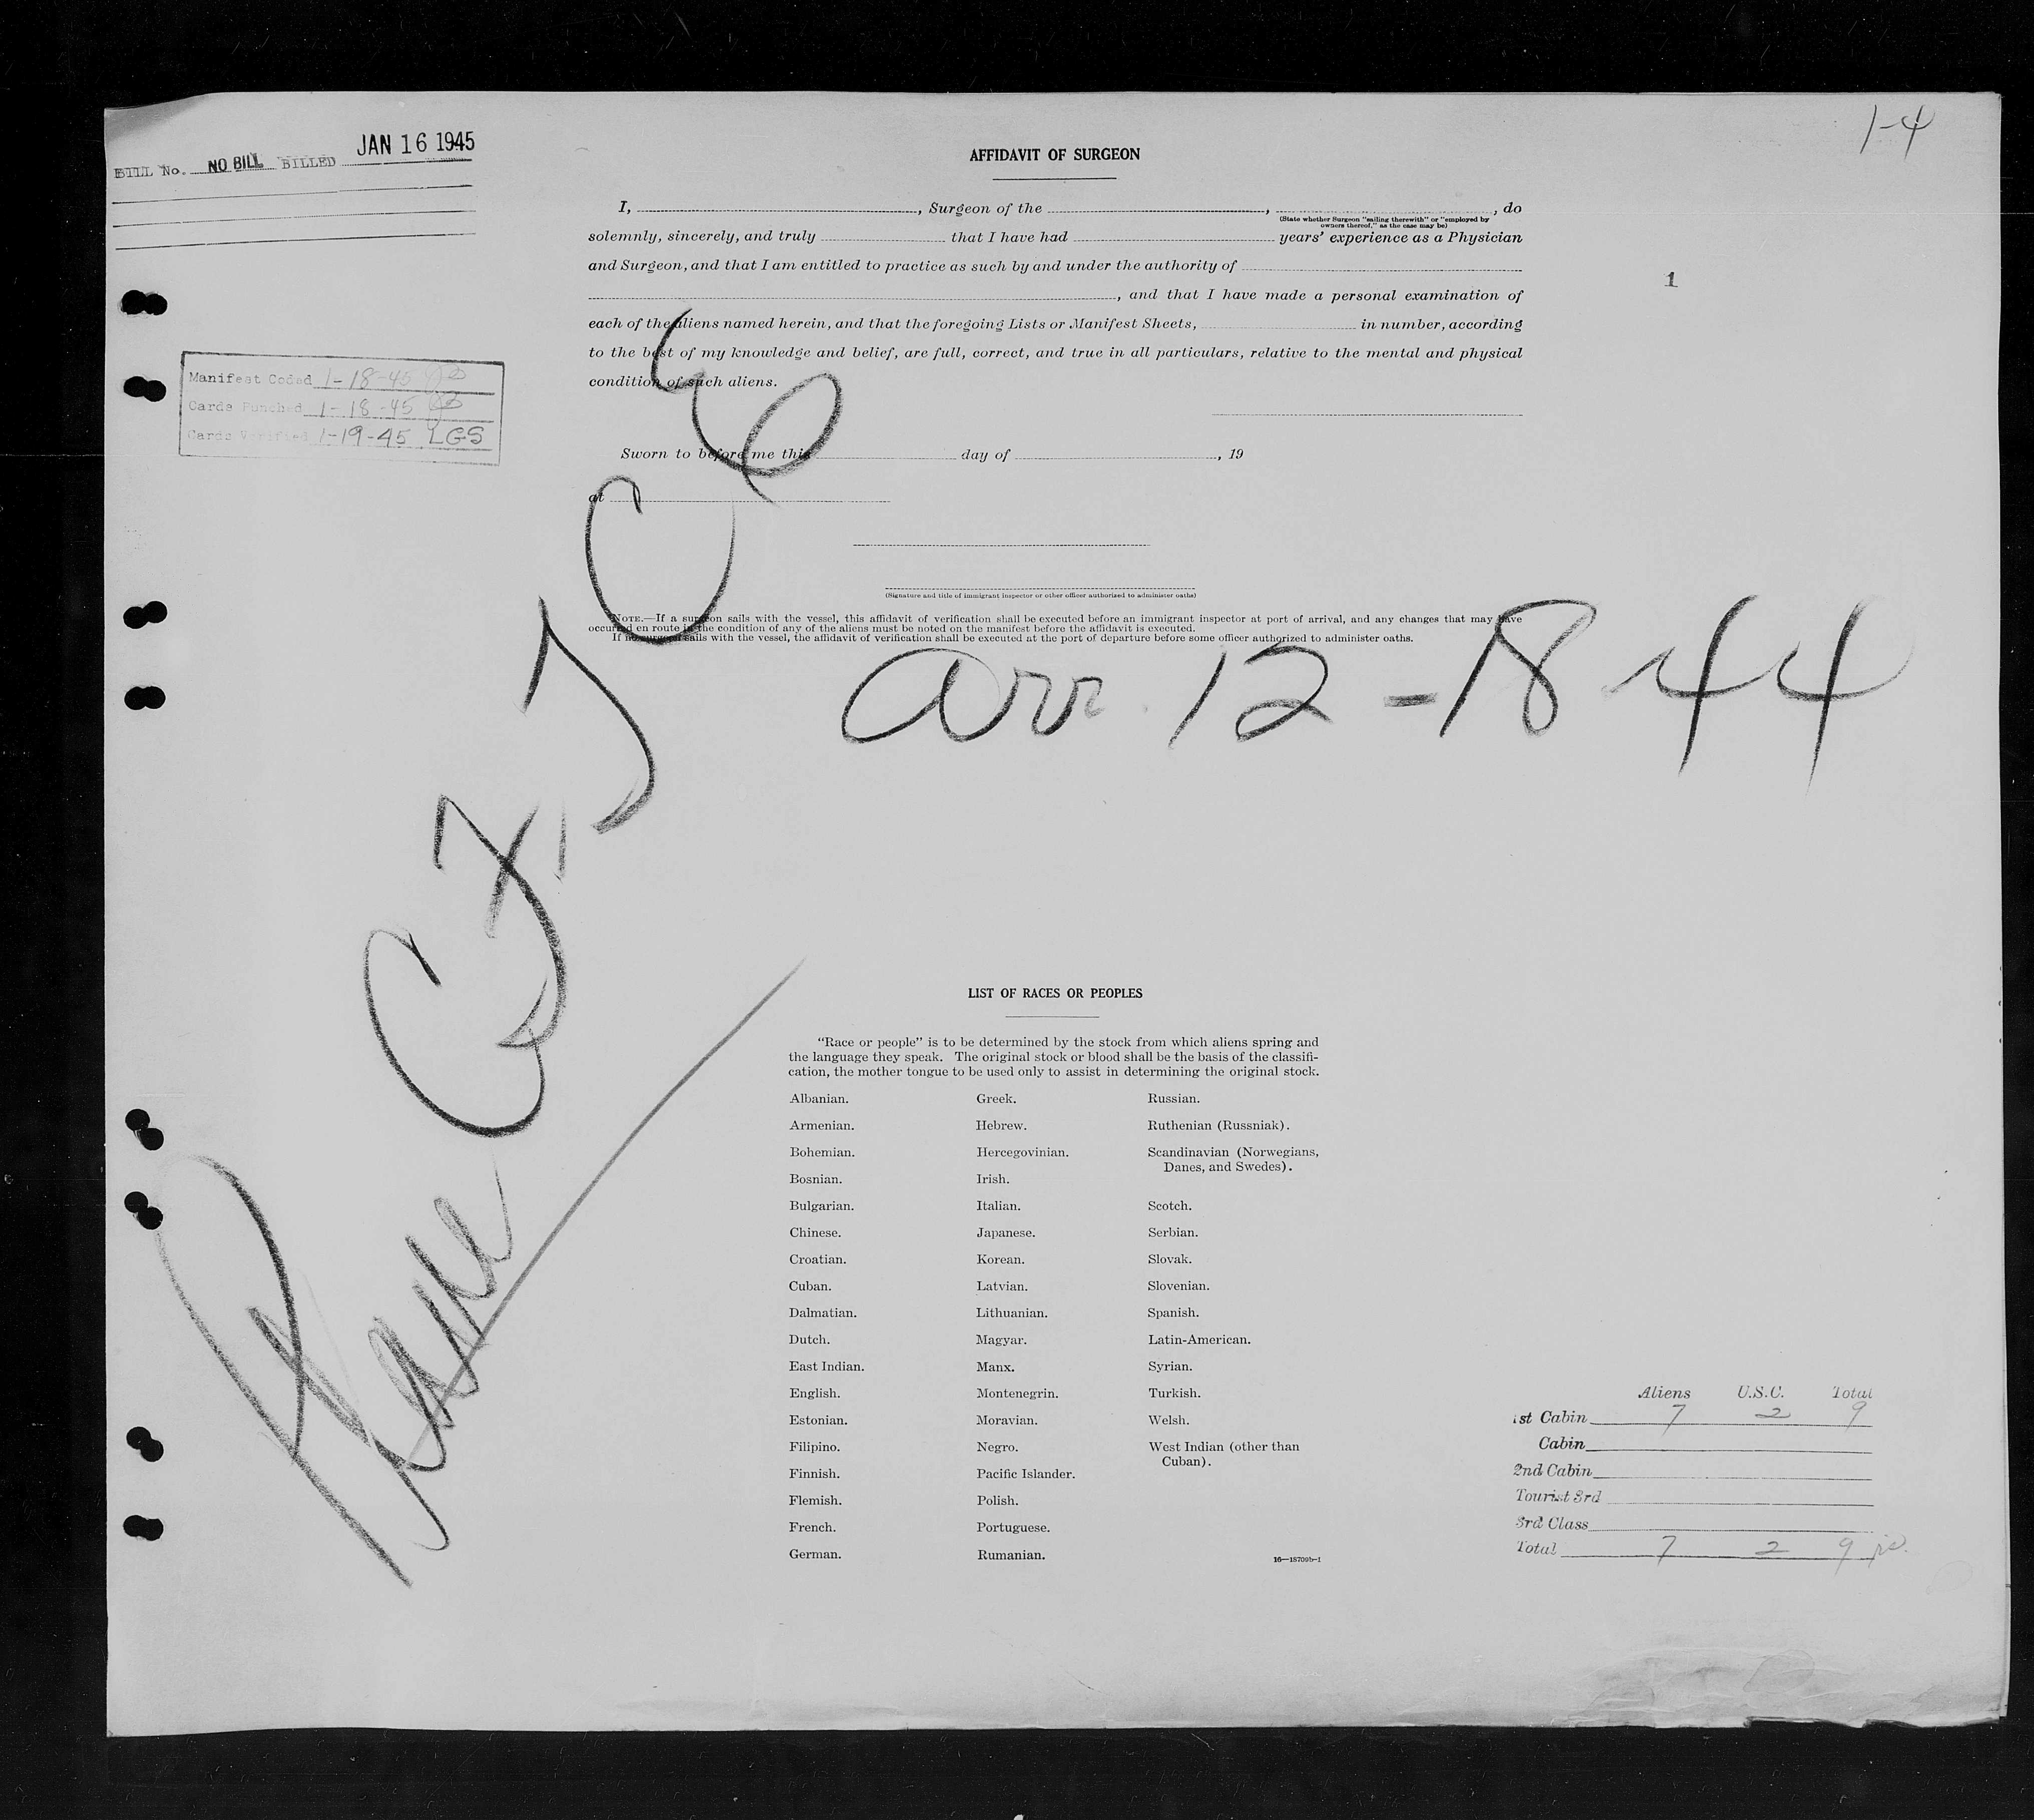 1-4
BILL No. NO BILL BILLED JAN 16 1945
AFFIDAVIT OF SURGEON
I, , Surgeon of the , , do
(State whether Surgeon "sailing therewith" or "employed by
owners thereof," as the case may be)
solemnly, sincerely, and truly that I have had years' experience as a Physician
and Surgeon, and that I am entitled to practice as such by and under the authority of
1
, and that I have made a personal examination of
each of the aliens named herein, and that the foregoing Lists or Manifest Sheets, in number, according
to the best of my knowledge and belief, are full, correct, and true in all particulars, relative to the mental and physical
condition of such aliens.
Manifest Coded 1-18-45
Cards Punched 1-18-45
Cards Verified 1-19-45 LGS
Sworn to before me this day of , 19
at
(Signature and title of immigrant inspector or other officer authorized to administer oaths)
NOTE.—If a surgeon sails with the vessel, this affidavit of verification shall be executed before an immigrant inspector at port of arrival, and any changes that may have
occurred en route in the condition of any of the aliens must be noted on the manifest before the affidavit is executed.
If no surgeon sails with the vessel, the affidavit of verification shall be executed at the port of departure before some officer authorized to administer oaths.
arr 12-18-44
Plane
LIST OF RACES OR PEOPLES
"Race or people" is to be determined by the stock from which aliens spring and
the language they speak. The original stock or blood shall be the basis of the classifi-
cation, the mother tongue to be used only to assist in determining the original stock.
Albanian. Greek. Russian.
Armenian. Hebrew. Ruthenian (Russniak).
Bohemian. Hercegovinian. Scandinavian (Norwegians,
Danes, and Swedes).
Bosnian. Irish.
Bulgarian. Italian. Scotch.
Chinese. Japanese. Serbian.
Croatian. Korean. Slovak.
Cuban. Latvian. Slovenian.
Dalmatian. Lithuanian. Spanish.
Dutch. Magyar. Latin-American.
East Indian. Manx. Syrian.
English. Montenegrin. Turkish.
Estonian. Moravian. Welsh.
Filipino. Negro. West Indian (other than
Cuban).
Finnish. Pacific Islander.
Flemish. Polish.
French. Portuguese.
German. Rumanian.
16—18709b-1
Aliens U.S.C. Total
1st Cabin 7 2 9
Cabin
2nd Cabin
Tourist 3rd
3rd Class
Total 7 2 9